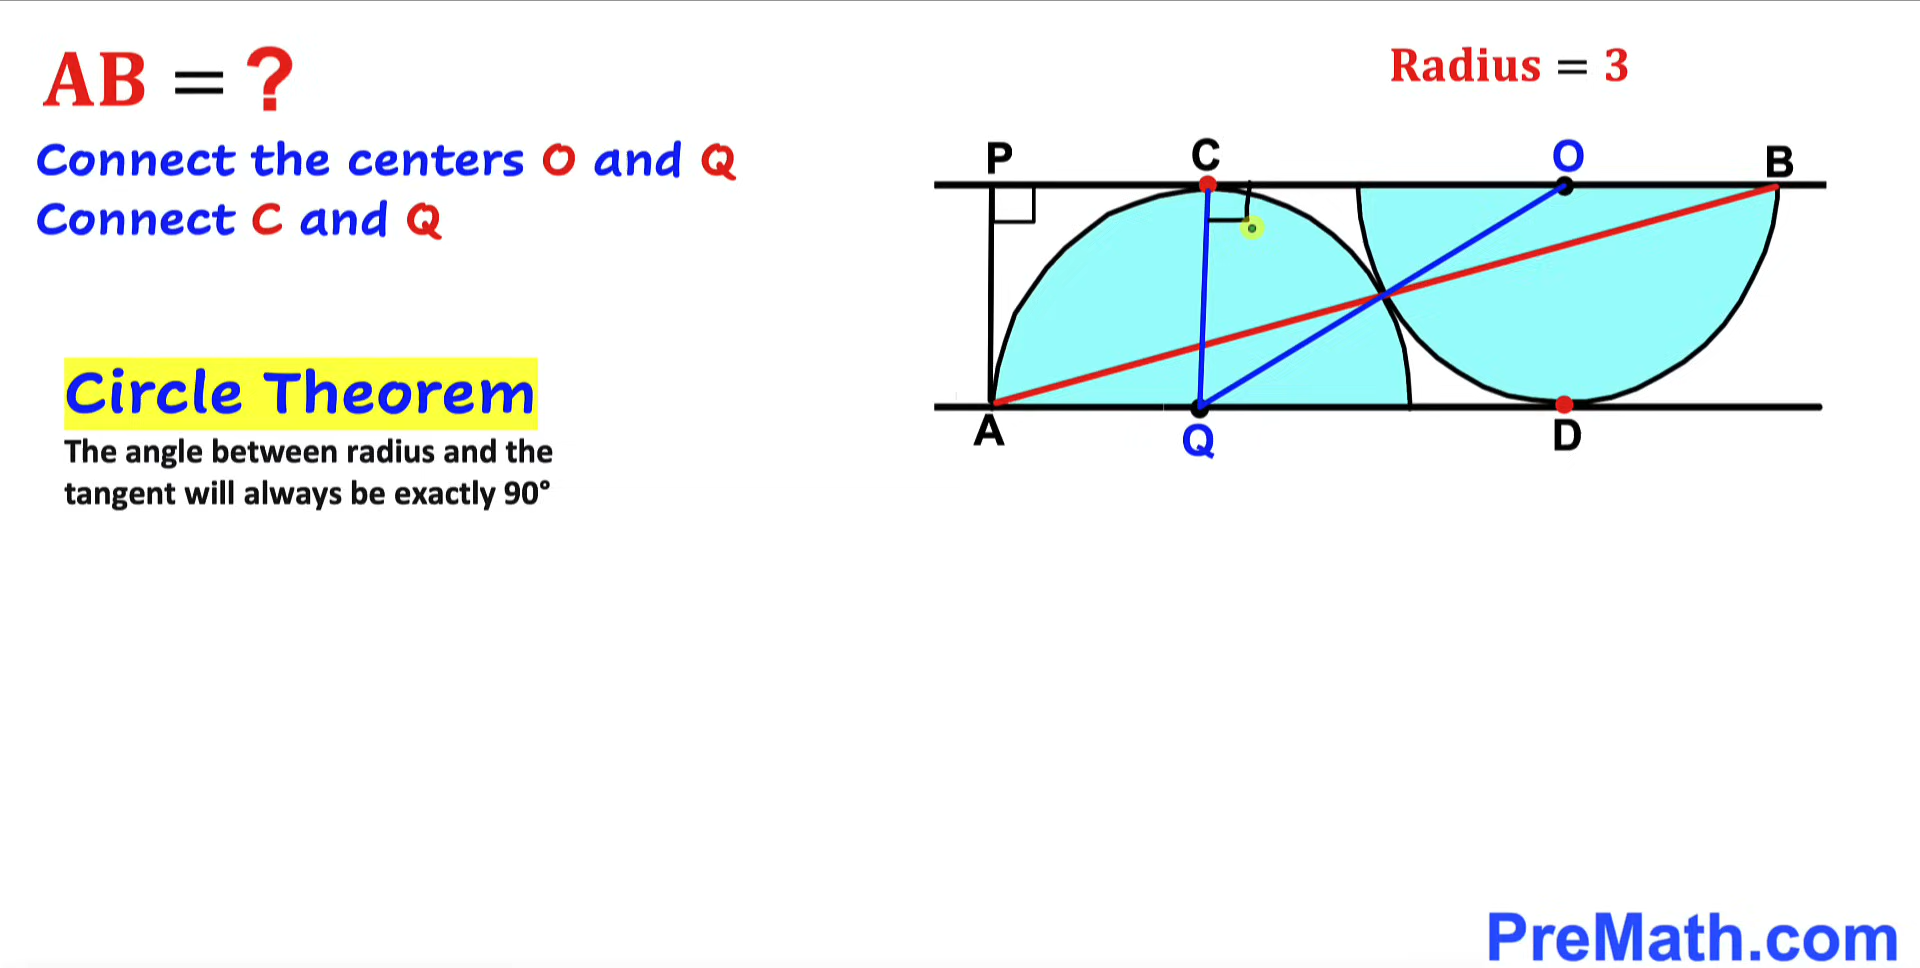 AB = ?
Radius = 3
Connect the centers O and Q
Connect C and Q
P C O B
A Q D
Circle Theorem
The angle between radius and the
tangent will always be exactly 90°
PreMath.com